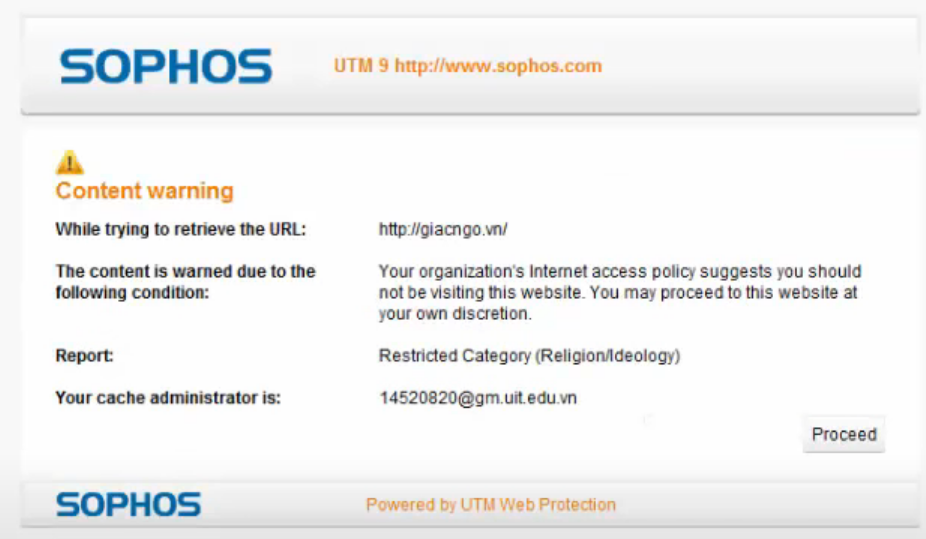 SOPHOS UTM 9 http://www.sophos.com
Content warning
While trying to retrieve the URL: http://giacngo.vn/
The content is warned due to the following condition:
Your organization's Internet access policy suggests you should
not be visiting this website. You may proceed to this website at
your own discretion.
Report: Restricted Category (Religion/Ideology)
Your cache administrator is: 14520820@gm.uit.edu.vn
Proceed
SOPHOS Powered by UTM Web Protection